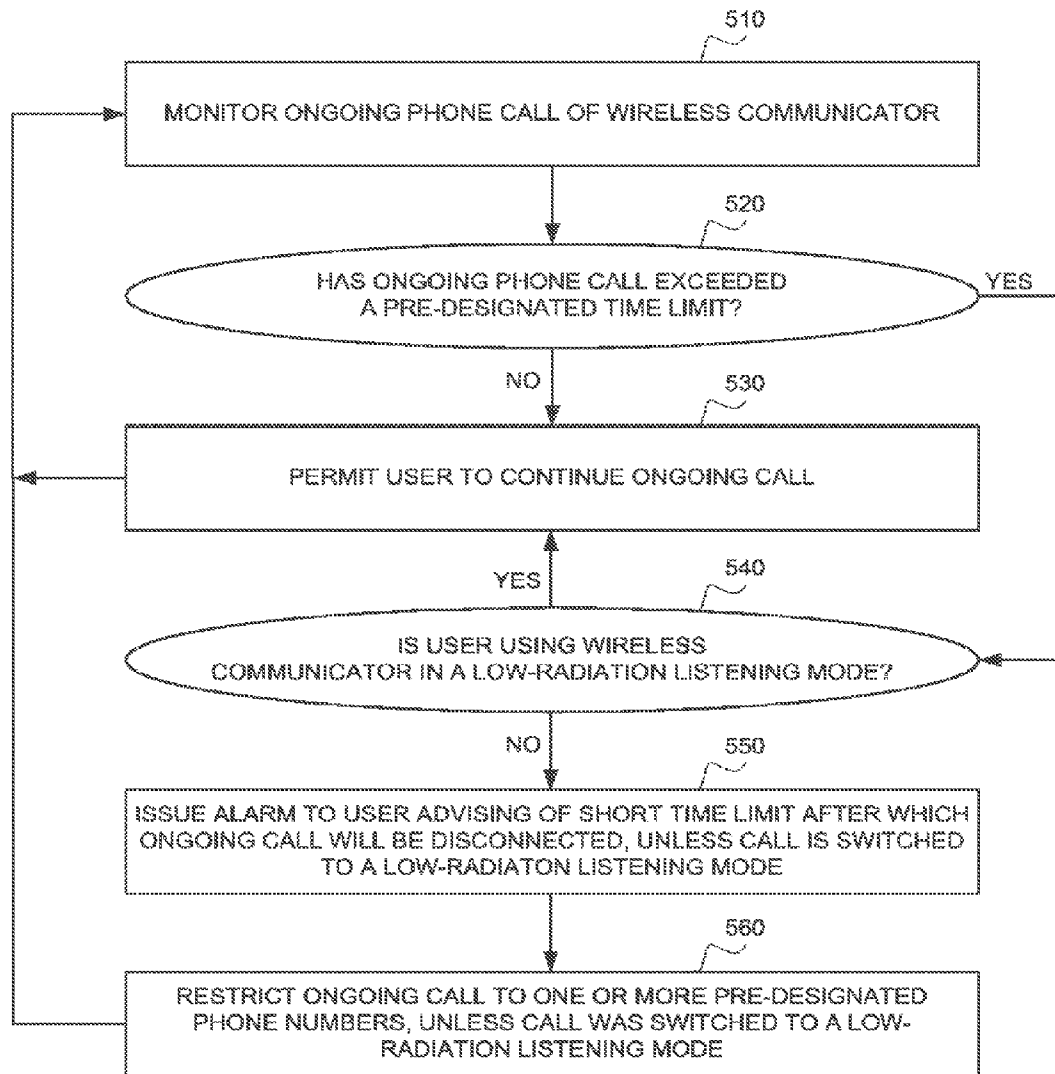 510
MONITOR ONGOING PHONE CALL OF WIRELESS COMMUNICATOR
520
HAS ONGOING PHONE CALL EXCEEDED
A PRE-DESIGNATED TIME LIMIT?
YES
NO
530
PERMIT USER TO CONTINUE ONGOING CALL
YES
540
IS USER USING WIRELESS
COMMUNICATOR IN A LOW-RADIATION LISTENING MODE?
NO
550
ISSUE ALARM TO USER ADVISING OF SHORT TIME LIMIT AFTER WHICH
ONGOING CALL WILL BE DISCONNECTED, UNLESS CALL IS SWITCHED
TO A LOW-RADIATON LISTENING MODE
560
RESTRICT ONGOING CALL TO ONE OR MORE PRE-DESIGNATED
PHONE NUMBERS, UNLESS CALL WAS SWITCHED TO A LOW-
RADIATION LISTENING MODE